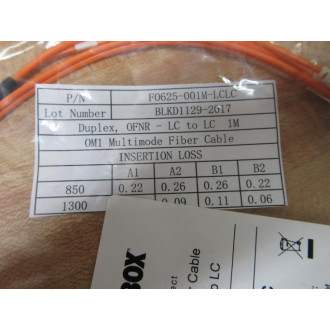 P/N FO625-001M-LCLC
Lot Number BLKD1129-2617
Duplex, OFNR - LC to LC 1M
OM1 Multimode Fiber Cable
INSERTION LOSS
A1 A2 B1 B2
850 0.22 0.26 0.26 0.22
1300 0.09 0.11 0.06
BOX
Cable
LC